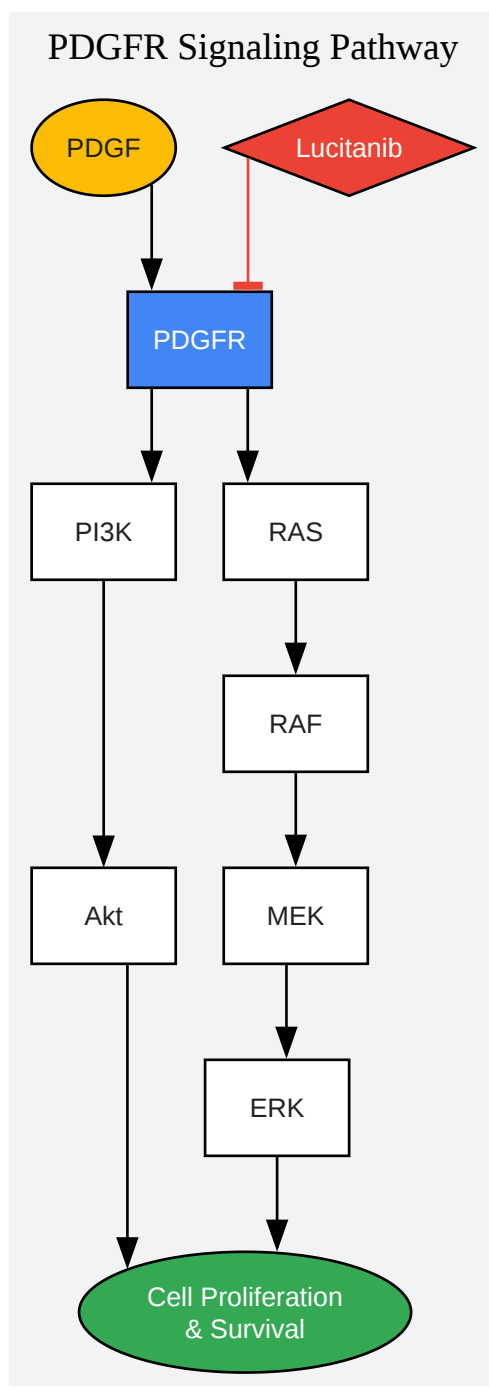 PDGFR Signaling Pathway
PDGF
Lucitanib
PDGFR
PI3K
RAS
RAF
Akt
MEK
ERK
Cell Proliferation
& Survival